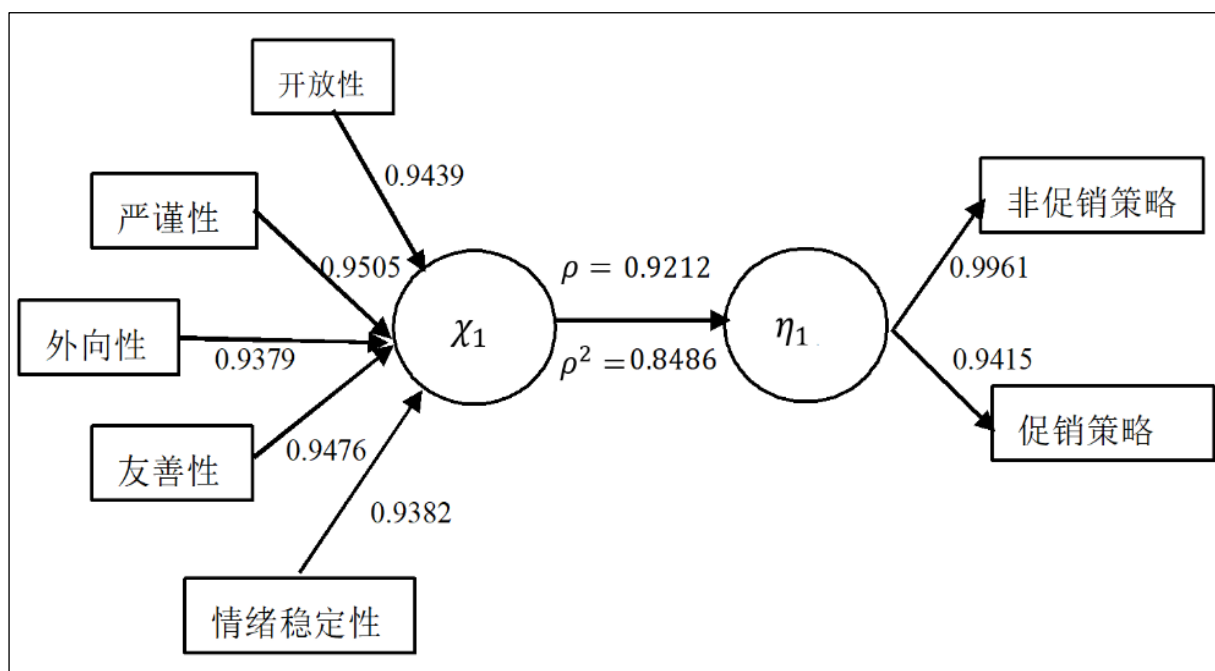 开放性
0.9439
严谨性
0.9505
外向性
0.9379
友善性
0.9476
0.9382
情绪稳定性
χ₁
ρ = 0.9212
ρ² = 0.8486
η₁
非促销策略
0.9961
0.9415
促销策略